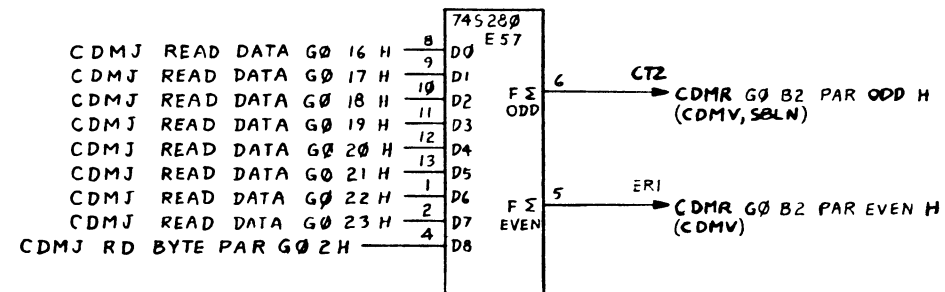 74S28Ø
E57
CDMJ READ DATA GØ 16 H 8 DØ
CDMJ READ DATA GØ 17 H 9 D1
CDMJ READ DATA GØ 18 H 1Ø D2
CDMJ READ DATA GØ 19 H 11 D3
CDMJ READ DATA GØ 2Ø H 12 D4
CDMJ READ DATA GØ 21 H 13 D5
CDMJ READ DATA GØ 22 H 1 D6
CDMJ READ DATA GØ 23 H 2 D7
CDMJ RD BYTE PAR GØ 2 H 4 D8
F Σ 6 CT2
ODD
CDMR GØ B2 PAR ODD H
(CDMV, SBLN)
F Σ 5 ER1
EVEN
CDMR GØ B2 PAR EVEN H
(CDMV)